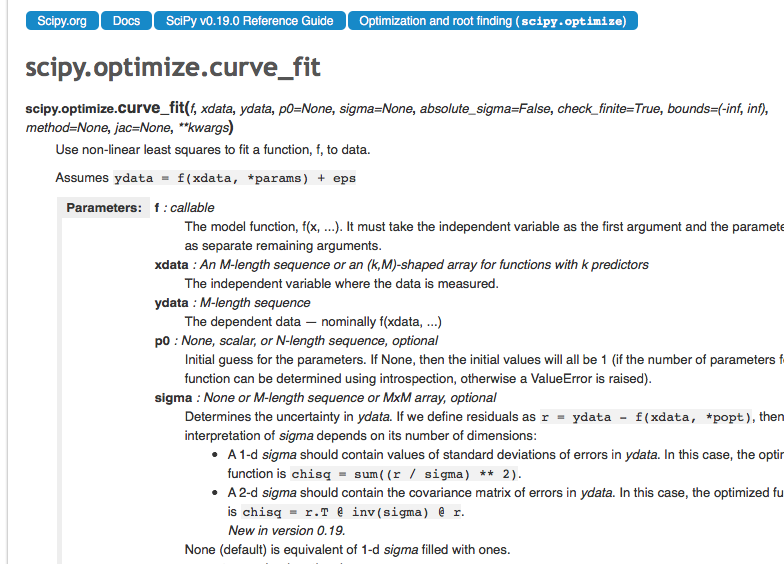 Scipy.org Docs SciPy v0.19.0 Reference Guide Optimization and root finding (scipy.optimize)
scipy.optimize.curve_fit
scipy.optimize.curve_fit(f, xdata, ydata, p0=None, sigma=None, absolute_sigma=False, check_finite=True, bounds=(-inf, inf),
method=None, jac=None, **kwargs)
Use non-linear least squares to fit a function, f, to data.
Assumes ydata = f(xdata, *params) + eps
Parameters: f : callable
The model function, f(x, ...). It must take the independent variable as the first argument and the
as separate remaining arguments.
xdata : An M-length sequence or an (k,M)-shaped array for functions with k predictors
The independent variable where the data is measured.
ydata : M-length sequence
The dependent data — nominally f(xdata, ...)
p0 : None, scalar, or N-length sequence, optional
Initial guess for the parameters. If None, then the initial values will all be 1 (if the number of parameters
function can be determined using introspection, otherwise a ValueError is raised).
sigma : None or M-length sequence or MxM array, optional
Determines the uncertainty in ydata. If we define residuals as r = ydata - f(xdata, *popt), then
interpretation of sigma depends on its number of dimensions:
• A 1-d sigma should contain values of standard deviations of errors in ydata. In this case, the
function is chisq = sum((r / sigma) ** 2).
• A 2-d sigma should contain the covariance matrix of errors in ydata. In this case, the optimized
is chisq = r.T @ inv(sigma) @ r.
New in version 0.19.
None (default) is equivalent of 1-d sigma filled with ones.